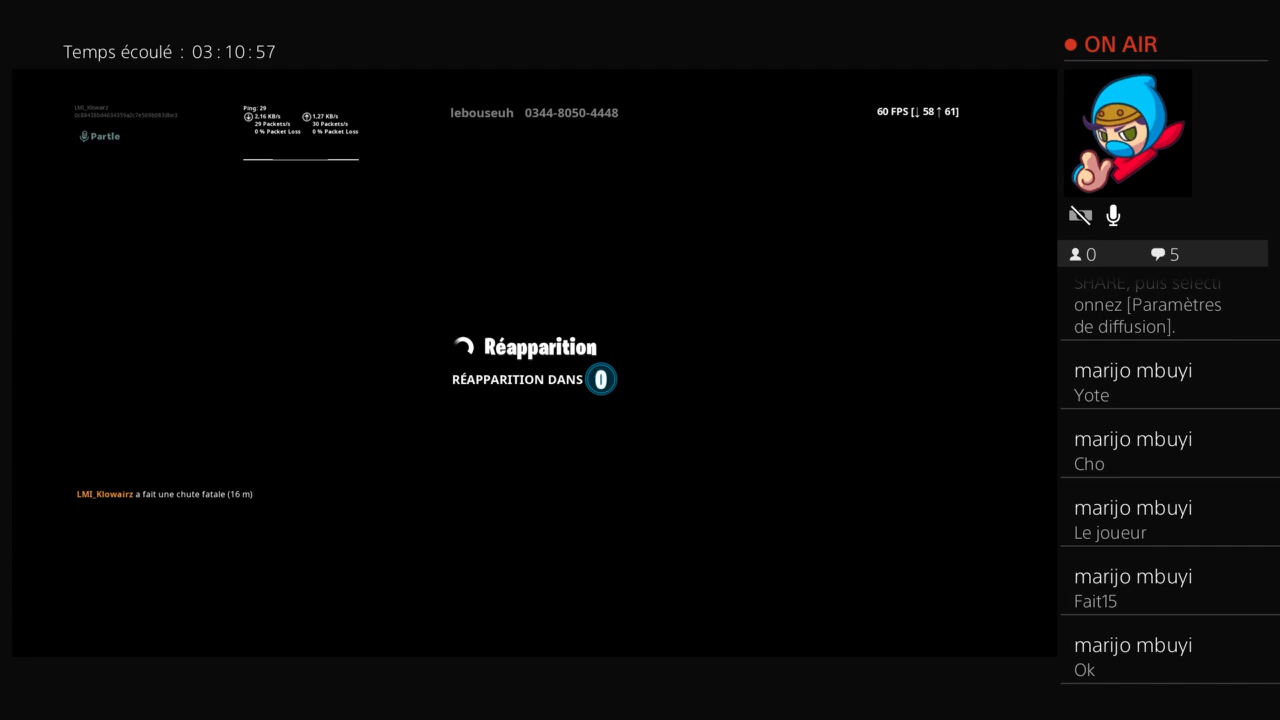 Temps écoulé : 03:10:57
ON AIR
LMI_Klowairz
Partle
Ping: 29
2,16 KB/s 1,27 KB/s
29 Packets/s 30 Packets/s
0 % Packet Loss 0 % Packet Loss
lebouseuh 0344-8050-4448
60 FPS [↓ 58 ↑ 61]
0 5
SHARE, puis sélecti
onnez [Paramètres
de diffusion].
Réapparition
RÉAPPARITION DANS 0
marijo mbuyi
Yote
marijo mbuyi
Cho
marijo mbuyi
Le joueur
marijo mbuyi
Fait15
marijo mbuyi
Ok
LMI_Klowairz a fait une chute fatale (16 m)